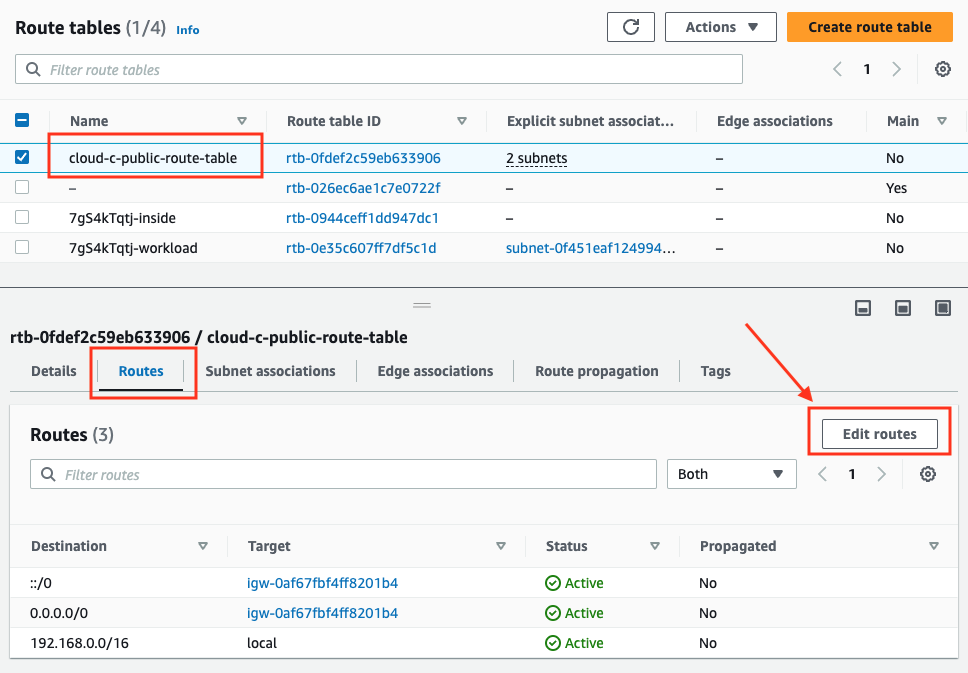 Route tables (1/4) Info
Actions
Create route table
Filter route tables
1
Name Route table ID Explicit subnet associat... Edge associations Main
cloud-c-public-route-table rtb-0fdef2c59eb633906 2 subnets – No
– rtb-026ec6ae1c7e0722f – – Yes
7gS4kTqtj-inside rtb-0944ceff1dd947dc1 – – No
7gS4kTqtj-workload rtb-0e35c607ff7df5c1d subnet-0f451eaf124994... – No
rtb-0fdef2c59eb633906 / cloud-c-public-route-table
Details Routes Subnet associations Edge associations Route propagation Tags
Routes (3)
Edit routes
Filter routes
Both
1
Destination Target Status Propagated
::/0 igw-0af67fbf4ff8201b4 Active No
0.0.0.0/0 igw-0af67fbf4ff8201b4 Active No
192.168.0.0/16 local Active No